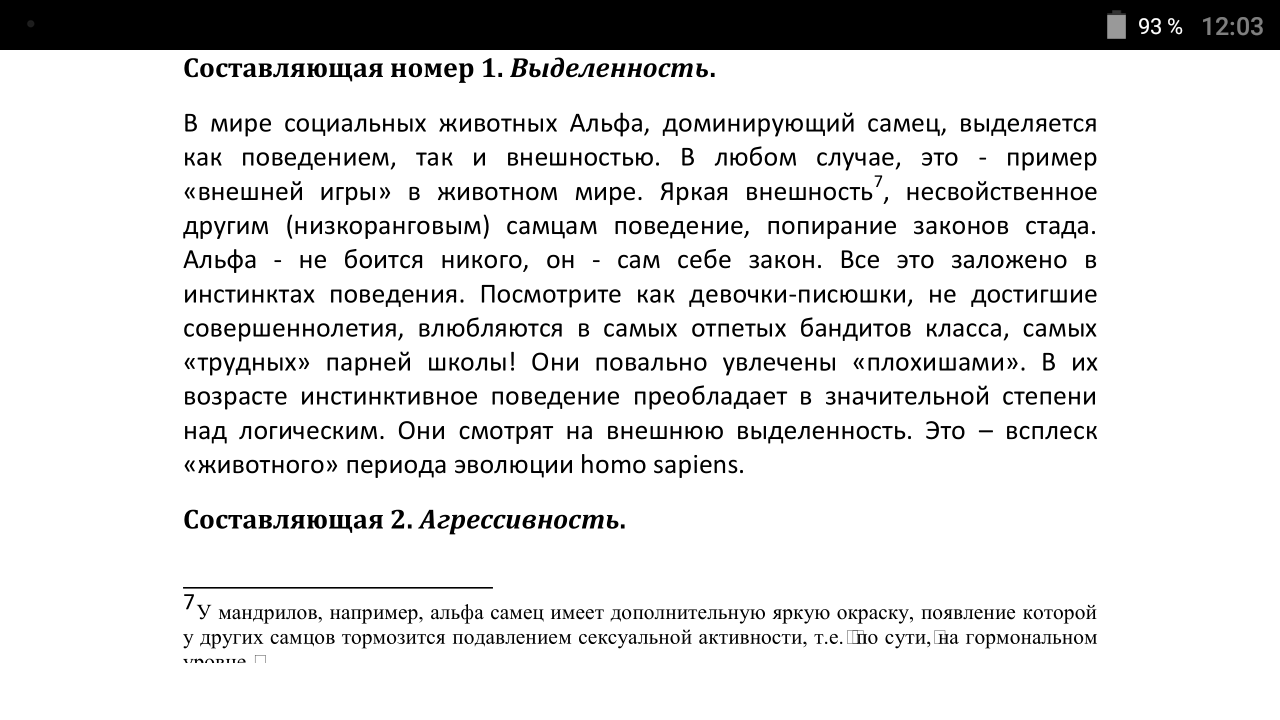 93 % 12:03
Составляющая номер 1. Выделенность.
В мире социальных животных Альфа, доминирующий самец, выделяется
как поведением, так и внешностью. В любом случае, это - пример
«внешней игры» в животном мире. Яркая внешность7, несвойственное
другим (низкоранговым) самцам поведение, попирание законов стада.
Альфа - не боится никого, он - сам себе закон. Все это заложено в
инстинктах поведения. Посмотрите как девочки-писюшки, не достигшие
совершеннолетия, влюбляются в самых отпетых бандитов класса, самых
«трудных» парней школы! Они повально увлечены «плохишами». В их
возрасте инстинктивное поведение преобладает в значительной степени
над логическим. Они смотрят на внешнюю выделенность. Это – всплеск
«животного» периода эволюции homo sapiens.
Составляющая 2. Агрессивность.
7У мандрилов, например, альфа самец имеет дополнительную яркую окраску, появление которой
у других самцов тормозится подавлением сексуальной активности, т.е. по сути, на гормональном
уровне.